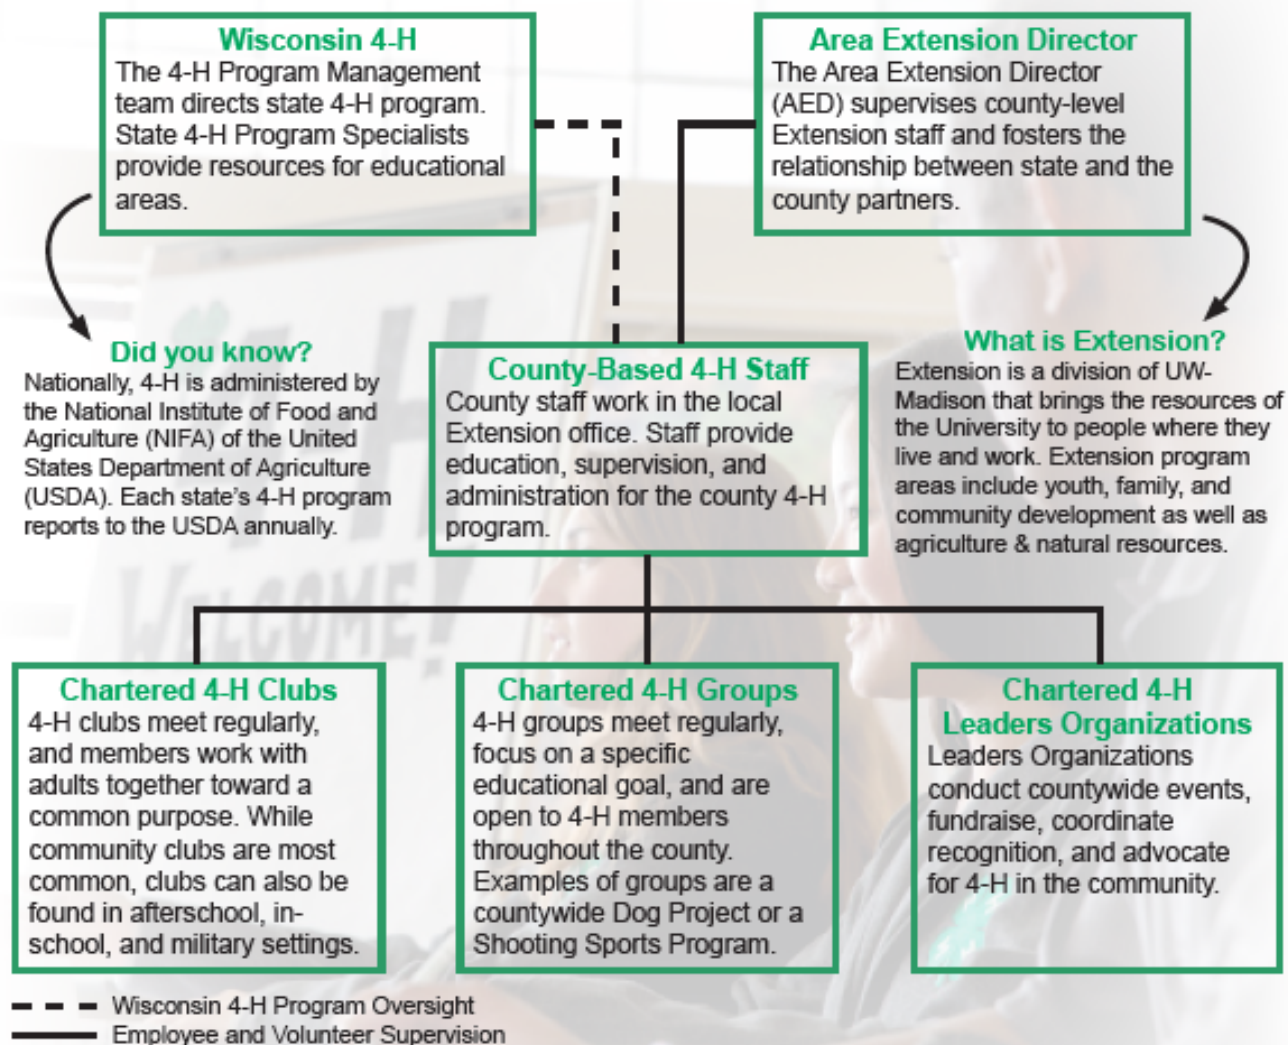 Wisconsin 4-H
The 4-H Program Management
team directs state 4-H program.
State 4-H Program Specialists
provide resources for educational
areas.
Area Extension Director
The Area Extension Director
(AED) supervises county-level
Extension staff and fosters the
relationship between state and the
county partners.
Did you know?
Nationally, 4-H is administered by
the National Institute of Food and
Agriculture (NIFA) of the United
States Department of Agriculture
(USDA). Each state's 4-H program
reports to the USDA annually.
County-Based 4-H Staff
County staff work in the local
Extension office. Staff provide
education, supervision, and
administration for the county 4-H
program.
What is Extension?
Extension is a division of UW-
Madison that brings the resources of
the University to people where they
live and work. Extension program
areas include youth, family, and
community development as well as
agriculture & natural resources.
4-H
WELCOME!
Chartered 4-H Clubs
4-H clubs meet regularly,
and members work with
adults together toward a
common purpose. While
community clubs are most
common, clubs can also be
found in afterschool, in-
school, and military settings.
Chartered 4-H Groups
4-H groups meet regularly,
focus on a specific
educational goal, and are
open to 4-H members
throughout the county.
Examples of groups are a
countywide Dog Project or a
Shooting Sports Program.
Chartered 4-H
Leaders Organizations
Leaders Organizations
conduct countywide events,
fundraise, coordinate
recognition, and advocate
for 4-H in the community.
Wisconsin 4-H Program Oversight
Employee and Volunteer Supervision